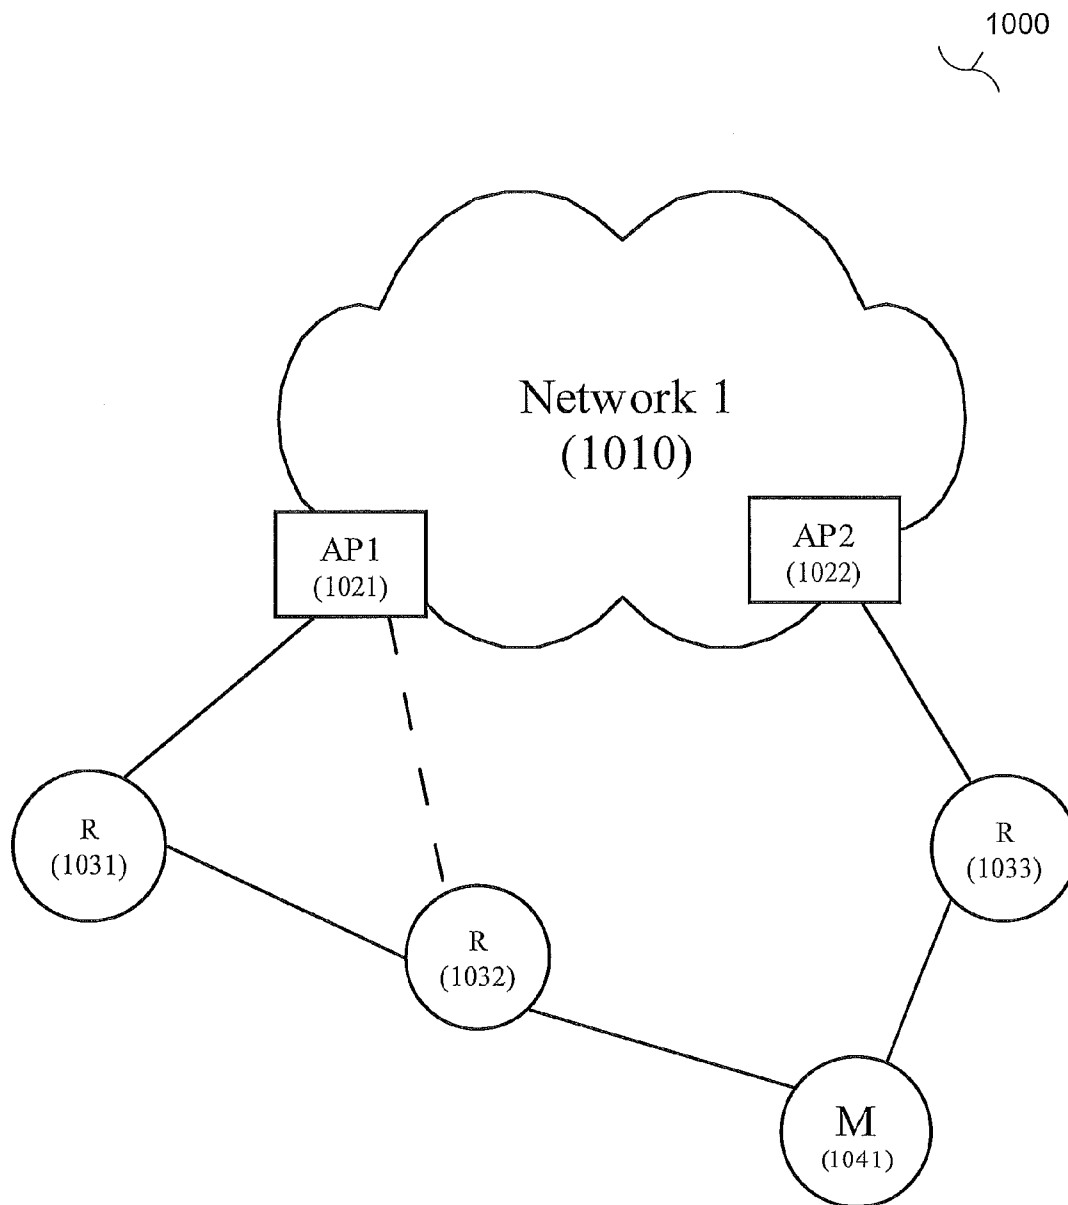 1000
Network 1
(1010)
AP1
(1021)
AP2
(1022)
R
(1031)
R
(1033)
R
(1032)
M
(1041)